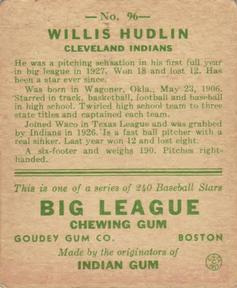 —No. 96—
WILLIS HUDLIN
CLEVELAND INDIANS
He was a pitching sensation in his first full year
in big league in 1927. Won 18 and lost 12. Has
been a star ever since.
Was born in Wagoner, Okla., May 23, 1906.
Starred in track, basketball, football and base-ball
in high school. Twirled high school team to three
state titles and captained each team.
Joined Waco in Texas League and was grabbed
by Indians in 1926. Is a fast ball pitcher with a
real sinker. Last year won 12 and lost eight.
A six-footer and weighs 190. Pitches right-
handed.
This is one of a series of 240 Baseball Stars
BIG LEAGUE
CHEWING GUM
GOUDEY GUM CO. BOSTON
Made by the originators of
INDIAN GUM